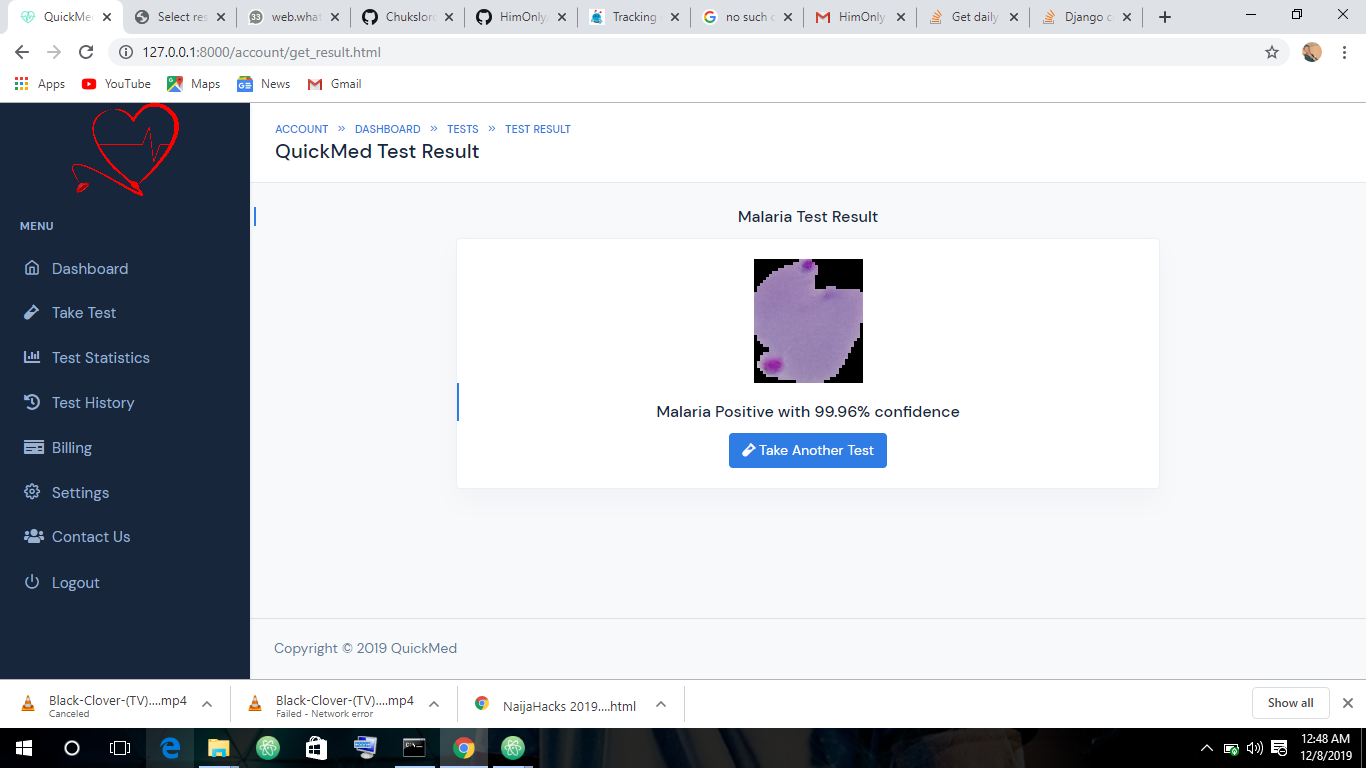 QuickMe
Select res
33
web.what
Chukslord
HimOnly
Tracking
no such c
HimOnly
Get daily
Django c
127.0.0.1:8000/account/get_result.html
Apps
YouTube
Maps
GE
News
Gmail
ACCOUNT » DASHBOARD » TESTS » TEST RESULT
QuickMed Test Result
MENU
Dashboard
Take Test
Test Statistics
Test History
Billing
Settings
Contact Us
Logout
Malaria Test Result
Malaria Positive with 99.96% confidence
Take Another Test
Copyright © 2019 QuickMed
Black-Clover-(TV)....mp4
Canceled
Black-Clover-(TV)....mp4
Failed - Network error
NaijaHacks 2019....html
Show all
12:48 AM
12/8/2019